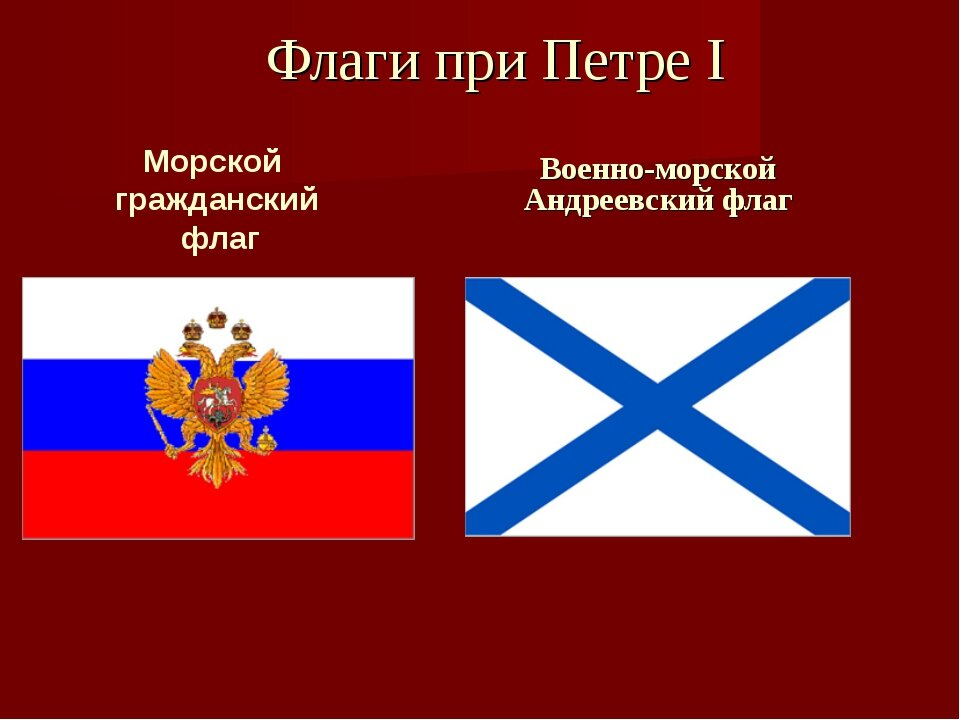 Флаги при Петре I
Морской
гражданский
флаг
Военно-морской
Андреевский флаг